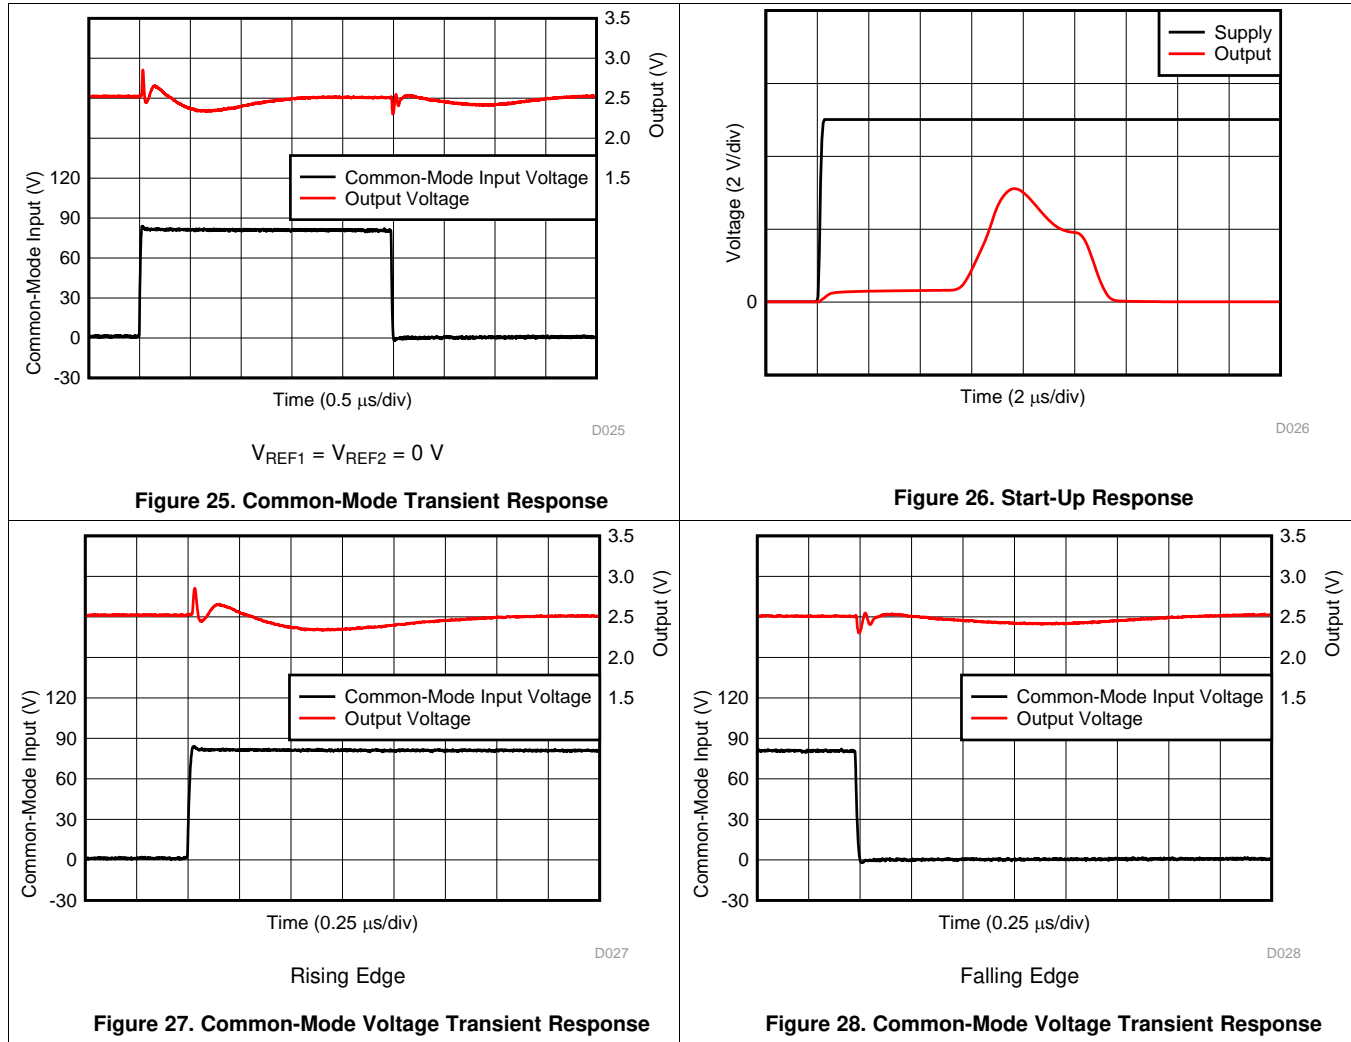 3.5
3.0
2.5
2.0
1.5
Output (V)
120
90
60
30
0
-30
Common-Mode Input (V)
Common-Mode Input Voltage
Output Voltage
Time (0.5 μs/div)
D025
VREF1 = VREF2 = 0 V
Figure 25. Common-Mode Transient Response
Supply
Output
Voltage (2 V/div)
0
Time (2 μs/div)
D026
Figure 26. Start-Up Response
3.5
3.0
2.5
2.0
1.5
Output (V)
120
90
60
30
0
-30
Common-Mode Input (V)
Common-Mode Input Voltage
Output Voltage
Time (0.25 μs/div)
D027
Rising Edge
Figure 27. Common-Mode Voltage Transient Response
3.5
3.0
2.5
2.0
1.5
Output (V)
120
90
60
30
0
-30
Common-Mode Input (V)
Common-Mode Input Voltage
Output Voltage
Time (0.25 μs/div)
D028
Falling Edge
Figure 28. Common-Mode Voltage Transient Response